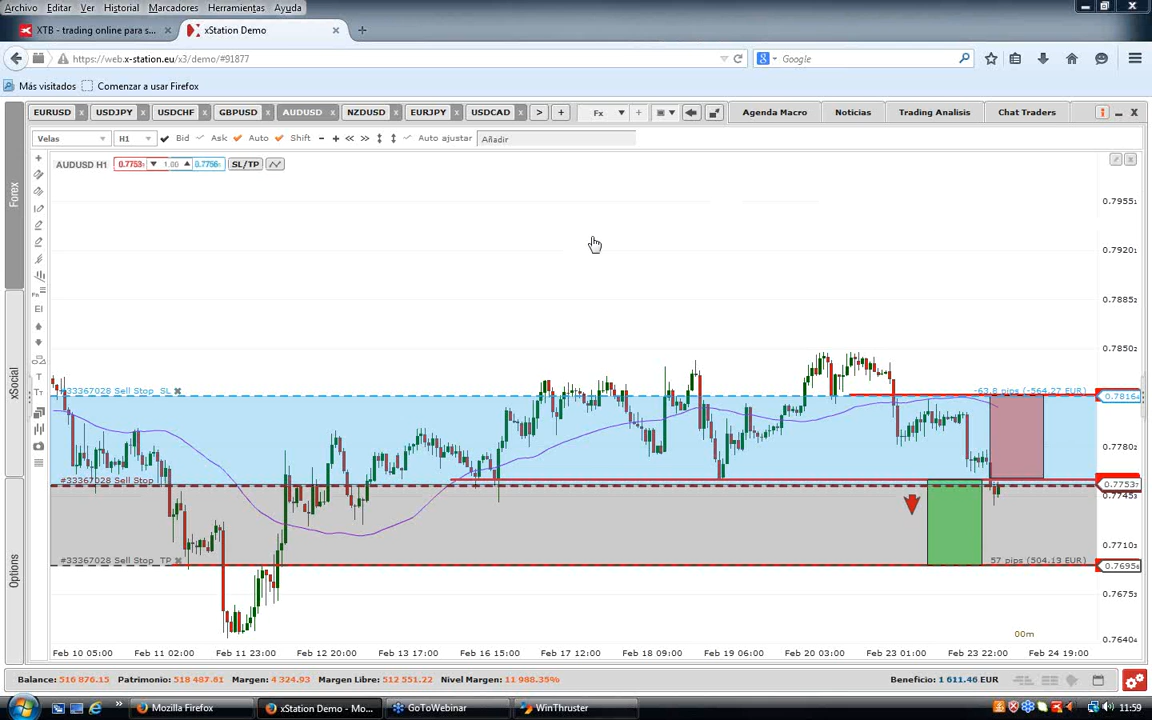 Archivo Editar Ver Historial Marcadores Herramientas Ayuda
XTB - trading online para s... × xStation Demo ×
https://web.x-station.eu/x3/demo/#91877 Google
Más visitados Comenzar a usar Firefox
EURUSD USDJPY USDCHF GBPUSD AUDUSD NZDUSD EURJPY USDCAD > + Fx Agenda Macro Noticias Trading Analisis Chat Traders
Velas H1 Bid Ask Auto Shift Auto ajustar Añadir
AUDUSD H1 0.7753 1.00 0.7756 SL/TP
Forex
xSocial
Options
0.7955
0.7920
0.7885
0.7850
#33367028 Sell Stop SL -63.8 pips (-564.27 EUR)
0.7816
0.7780
#33367028 Sell Stop
0.7753
0.7745
0.7710
#33367028 Sell Stop TP 57 pips (504.13 EUR)
0.7695
0.7675
00m
0.7640
Feb 10 05:00 Feb 11 02:00 Feb 11 23:00 Feb 12 20:00 Feb 13 17:00 Feb 16 15:00 Feb 17 12:00 Feb 18 09:00 Feb 19 06:00 Feb 20 03:00 Feb 23 01:00 Feb 23 22:00 Feb 24 19:00
Balance: 516 876.15 Patrimonio: 518 487.61 Margen: 4 324.93 Margen Libre: 512 551.22 Nivel Margen: 11 988.35% Beneficio: 1 611.46 EUR
Mozilla Firefox xStation Demo - Mo... GoToWebinar WinThruster 11:59